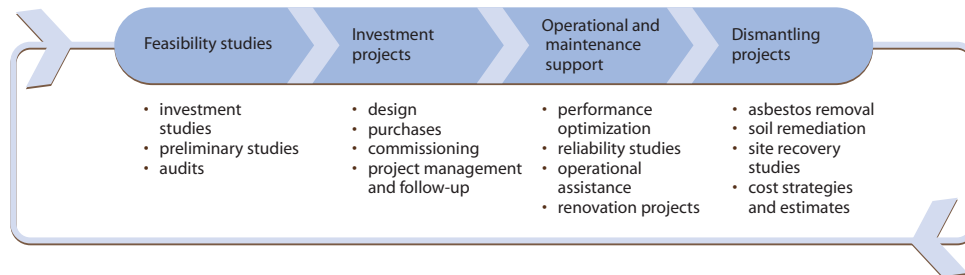 Feasibility studies
Investment
projects
Operational and
maintenance
support
Dismantling
projects
• investment
studies
• preliminary studies
• audits
• design
• purchases
• commissioning
• project management
and follow-up
• performance
optimization
• reliability studies
• operational
assistance
• renovation projects
• asbestos removal
• soil remediation
• site recovery
studies
• cost strategies
and estimates